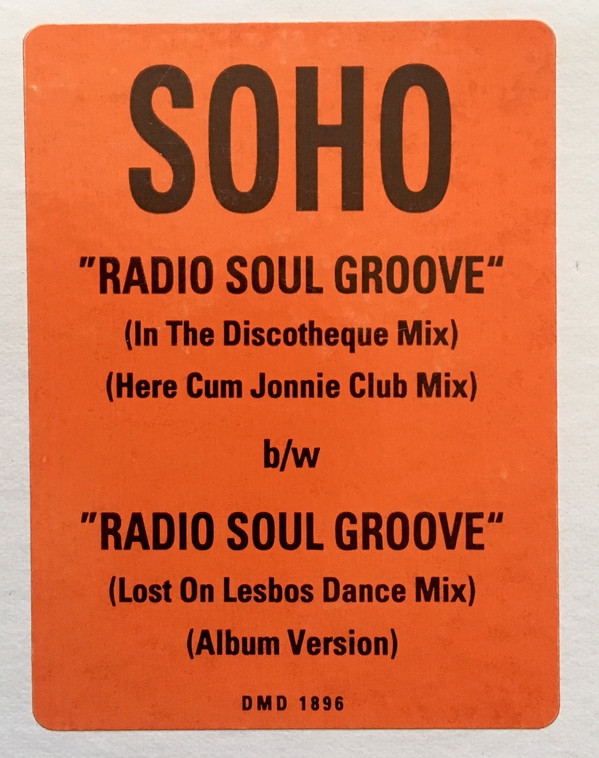 SOHO
"RADIO SOUL GROOVE"
(In The Discotheque Mix)
(Here Cum Jonnie Club Mix)
b/w
"RADIO SOUL GROOVE"
(Lost On Lesbos Dance Mix)
(Album Version)
DMD 1896